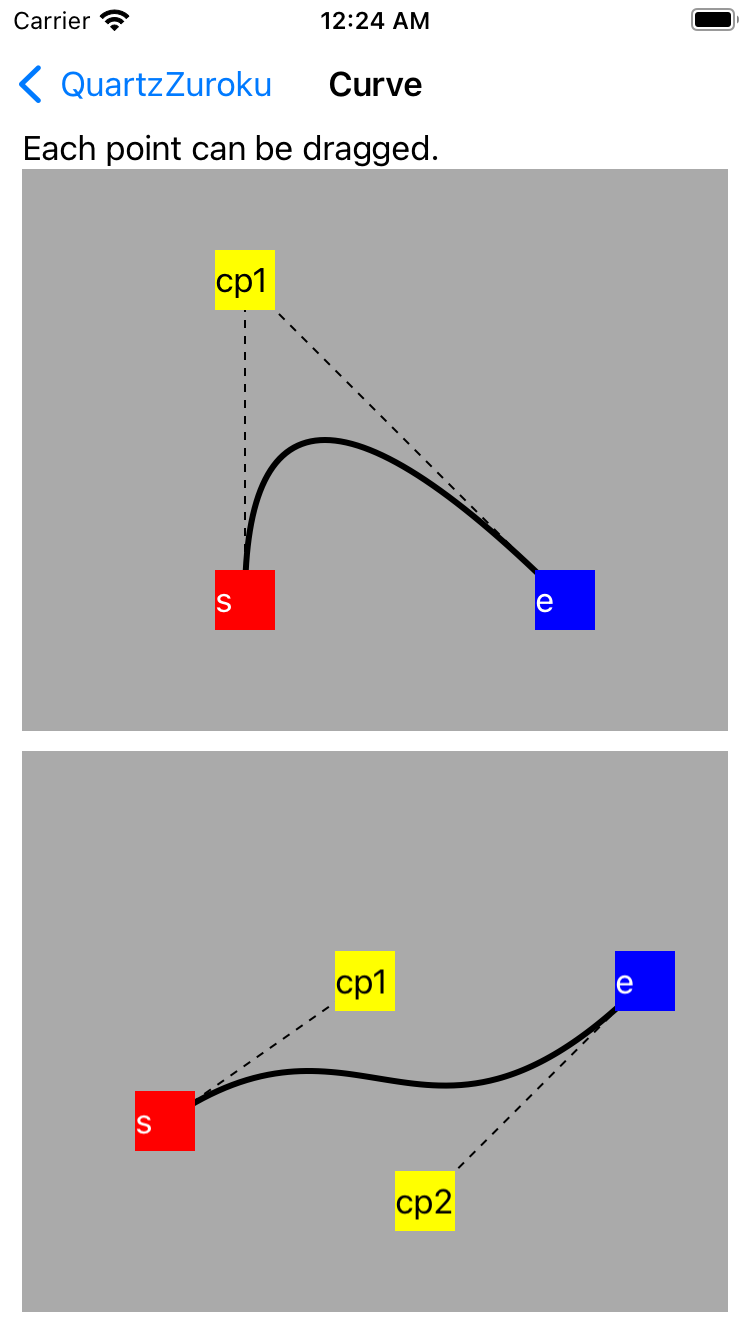 Carrier 12:24 AM
QuartzZuroku Curve
Each point can be dragged.
cp1
s e
cp1 e
s
cp2